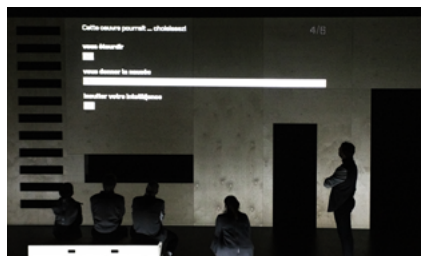 Cette oeuvre pourrait ... choisissez!
4/8
vous étourdir
vous donner la nausée
insulter votre intelligence